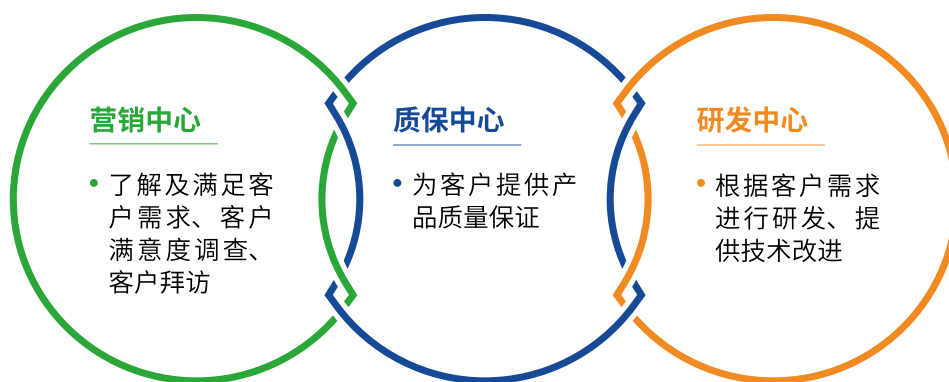 营销中心
• 了解及满足客
户需求、客户
满意度调查、
客户拜访
质保中心
• 为客户提供产
品质量保证
研发中心
• 根据客户需求
进行研发、提
供技术改进